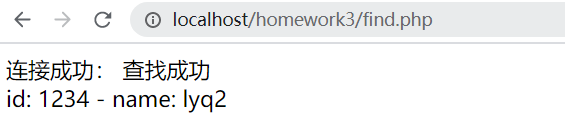 localhost/homework3/find.php
连接成功： 查找成功
id: 1234 - name: lyq2